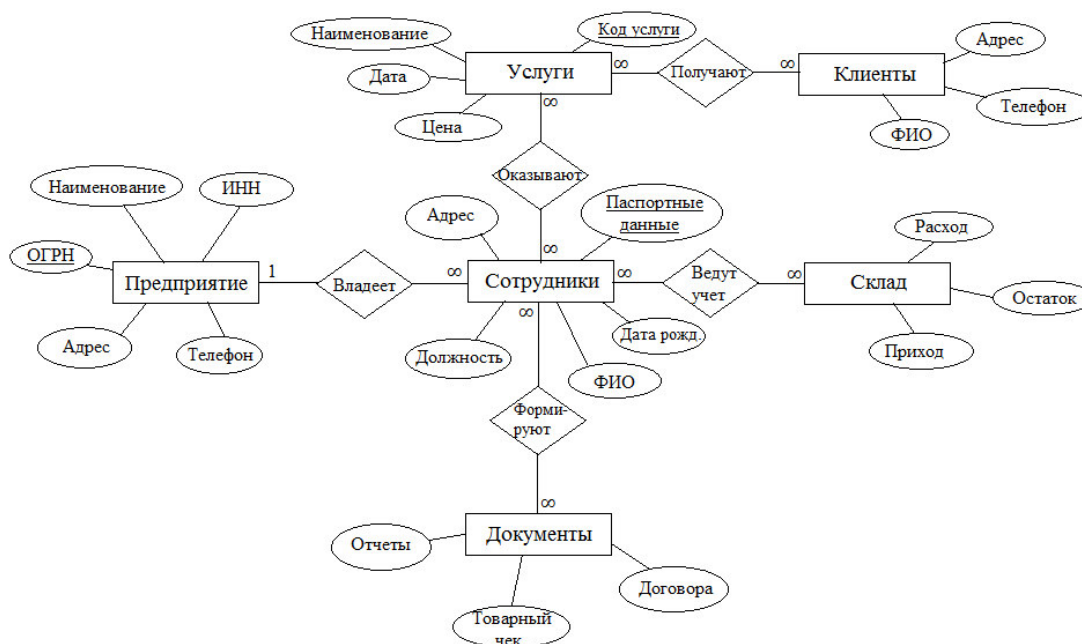 Наименование
Код услуги
Адрес
Услуги
∞
Получают
∞
Клиенты
Дата
Телефон
Цена
∞
ФИО
Оказывают
Наименование
ИНН
Адрес
Паспортные
данные
Расход
ОГРН
∞
Предприятие
1
Владеет
∞
Сотрудники
∞
Ведут
учет
∞
Склад
Остаток
∞
Адрес
Телефон
Должность
Дата рожд.
Приход
ФИО
Форми-
руют
∞
Отчеты
Документы
Договора
Товарный
чек